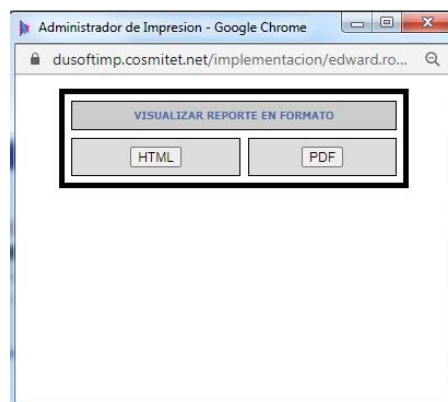 Administrador de Impresion - Google Chrome
dusoftimp.cosmitet.net/implementacion/edward.ro...
VISUALIZAR REPORTE EN FORMATO
HTML PDF